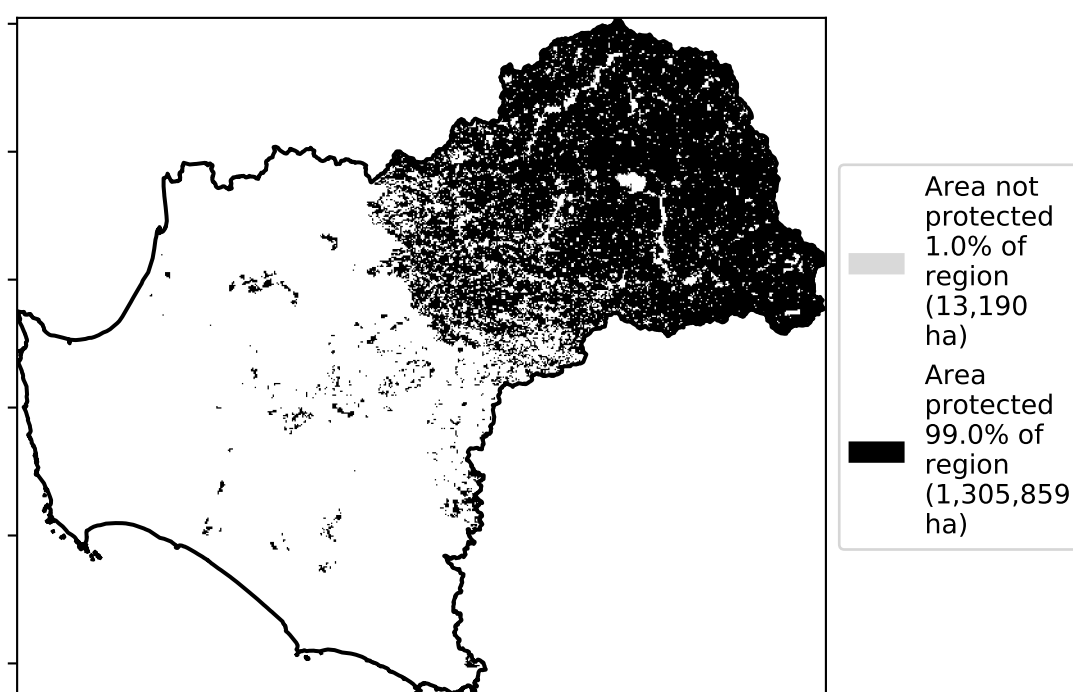 Area not
protected
1.0% of
region
(13,190
ha)
Area
protected
99.0% of
region
(1,305,859
ha)